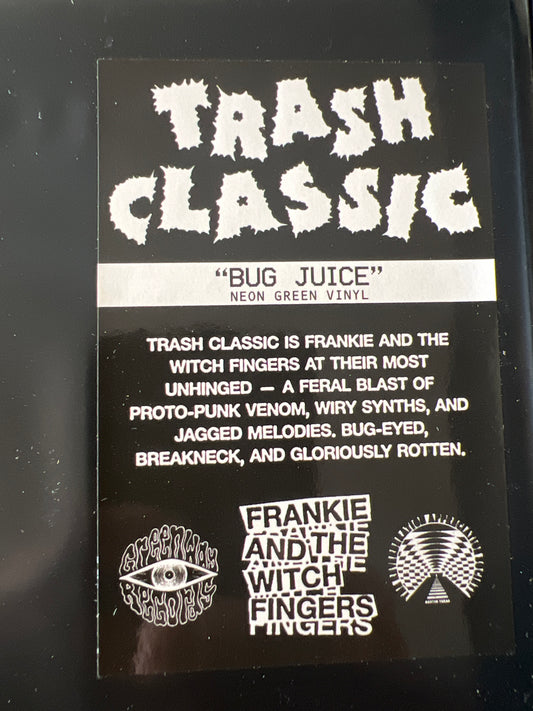 TRASH
CLASSIC
“BUG JUICE”
NEON GREEN VINYL
TRASH CLASSIC IS FRANKIE AND THE
WITCH FINGERS AT THEIR MOST
UNHINGED — A FERAL BLAST OF
PROTO-PUNK VENOM, WIRY SYNTHS, AND
JAGGED MELODIES. BUG-EYED,
BREAKNECK, AND GLORIOUSLY ROTTEN.
GREENWAY
RECORDS
FRANKIE
AND THE
WITCH
FINGERS